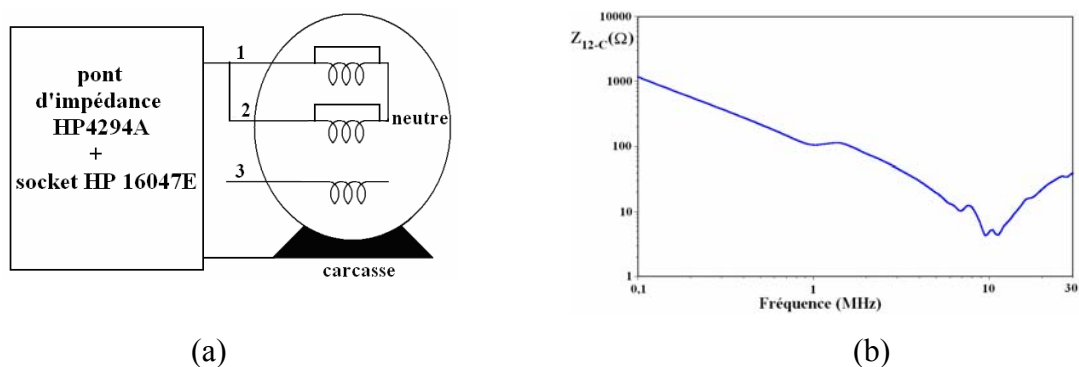 pont
d'impédance
HP4294A
+
socket HP 16047E
1
2
3
neutre
carcasse
(a)
Z12-C(Ω)
10000
1000
100
10
1
0.1
1
10
30
Fréquence (MHz)
(b)